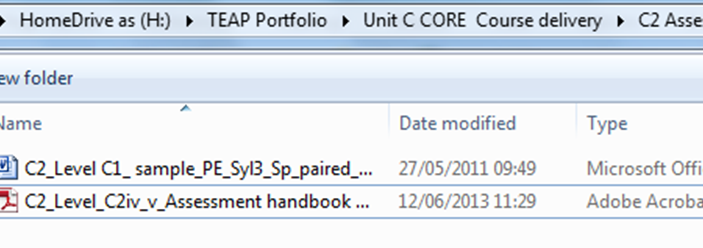 HomeDrive as (H:) TEAP Portfolio Unit C CORE Course delivery C2 Asse
ew folder
Name Date modified Type
C2_Level C1_ sample_PE_Syl3_Sp_paired_... 27/05/2011 09:49 Microsoft Offi
C2_Level_C2iv_v_Assessment handbook ... 12/06/2013 11:29 Adobe Acroba